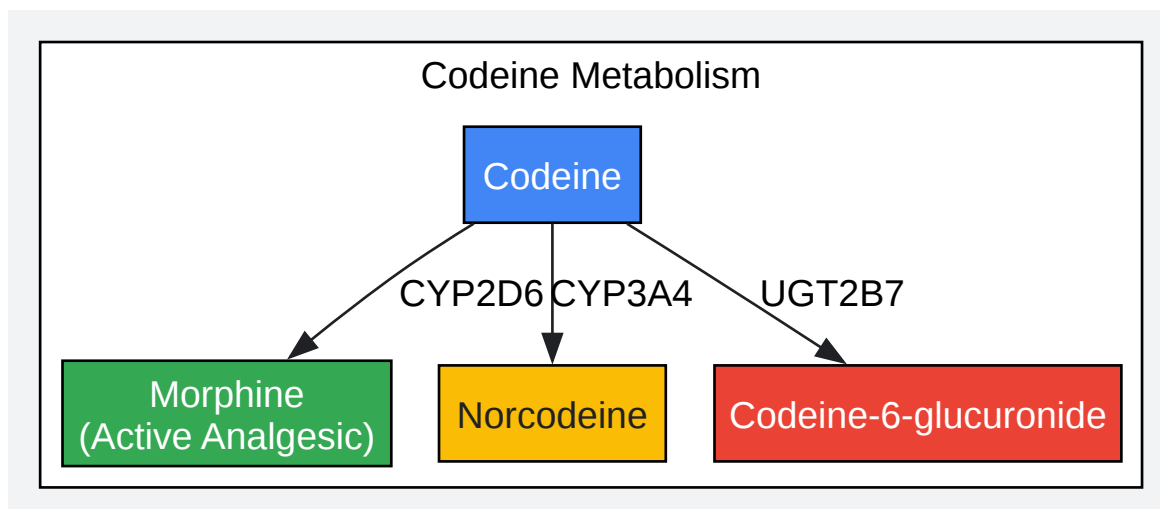 Codeine Metabolism
Codeine
CYP2D6
CYP3A4
UGT2B7
Morphine
(Active Analgesic)
Norcodeine
Codeine-6-glucuronide